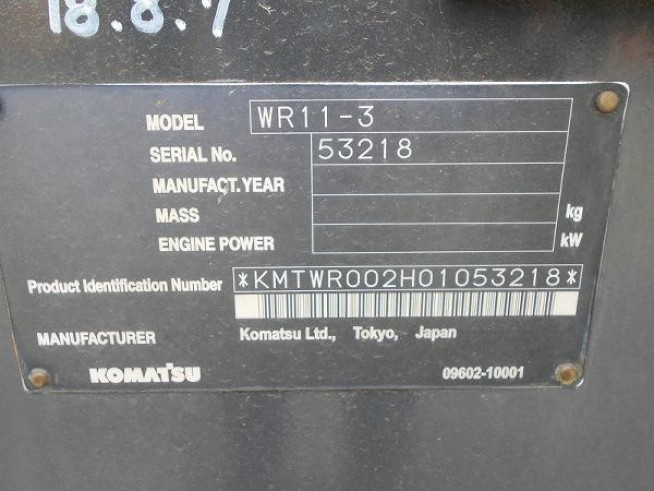 18.8.7
MODEL WR11-3
SERIAL No. 53218
MANUFACT.YEAR
MASS kg
ENGINE POWER kW
Product Identification Number *KMTWR002H01053218*
MANUFACTURER Komatsu Ltd., Tokyo, Japan
KOMATSU 09602-10001